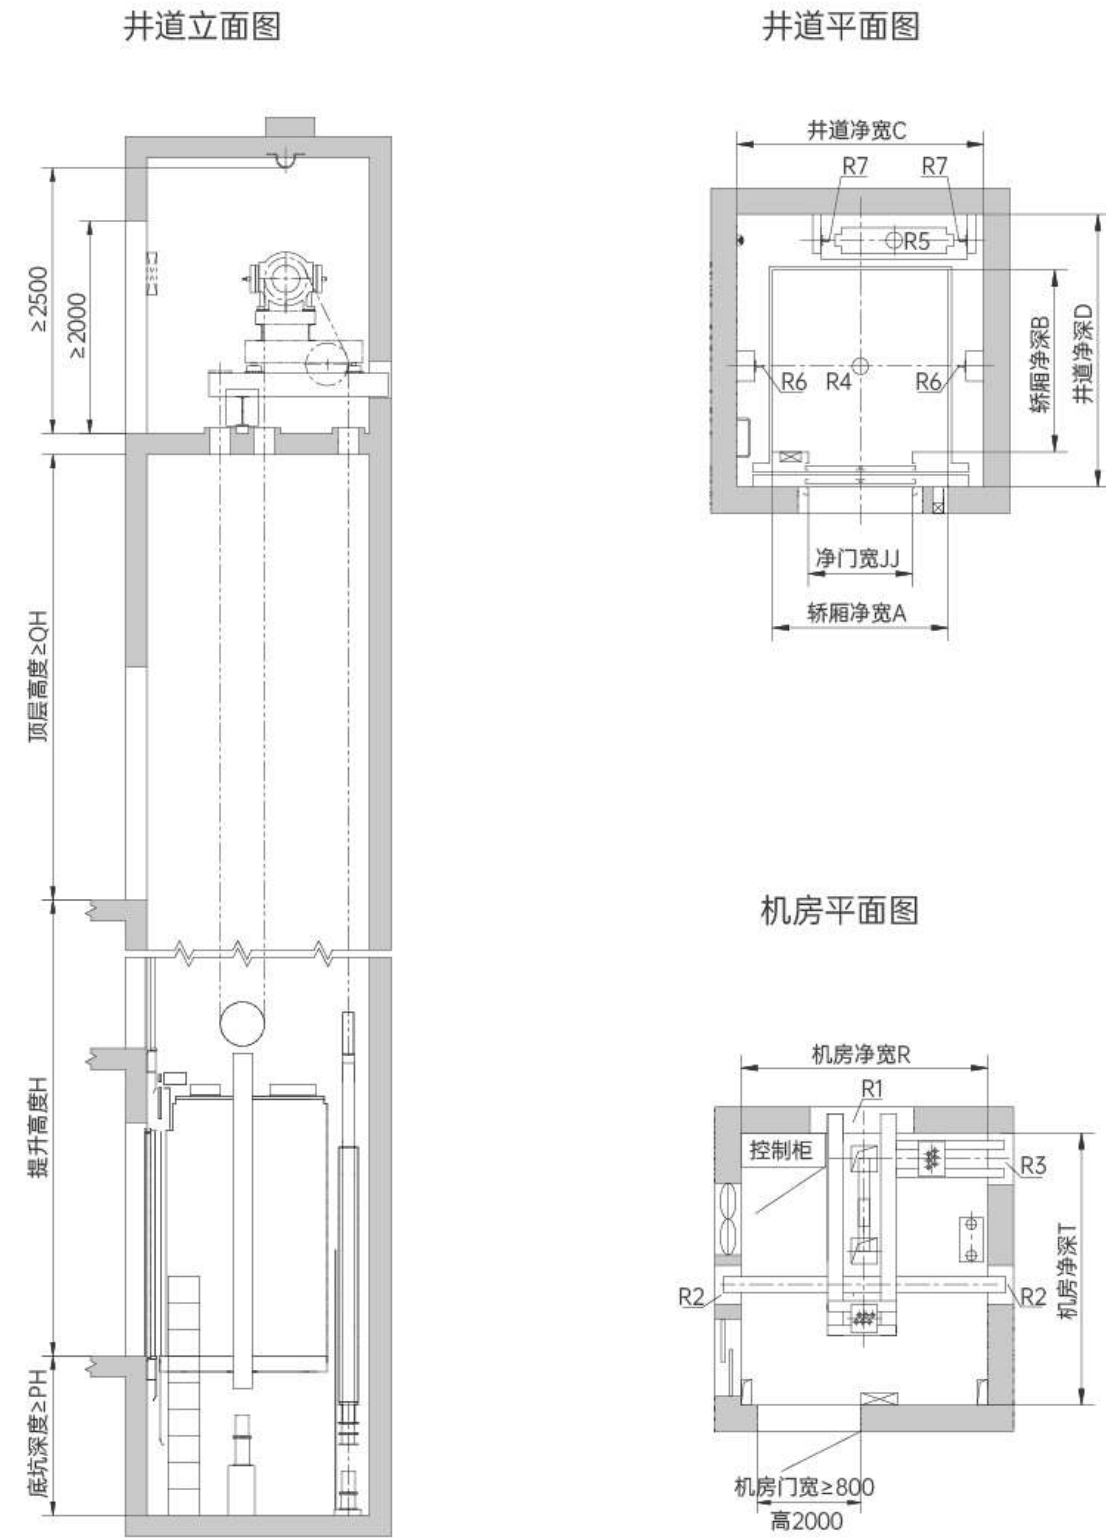 井道立面图
≥2500
≥2000
顶层高度≥QH
提升高度H
底坑深度≥PH
井道平面图
井道净宽C
R7
R7
R5
R6
R4
R6
轿厢净深B
井道净深D
净门宽JJ
轿厢净宽A
机房平面图
机房净宽R
R1
控制柜
R3
R2
R2
机房净深T
机房门宽≥800
高2000